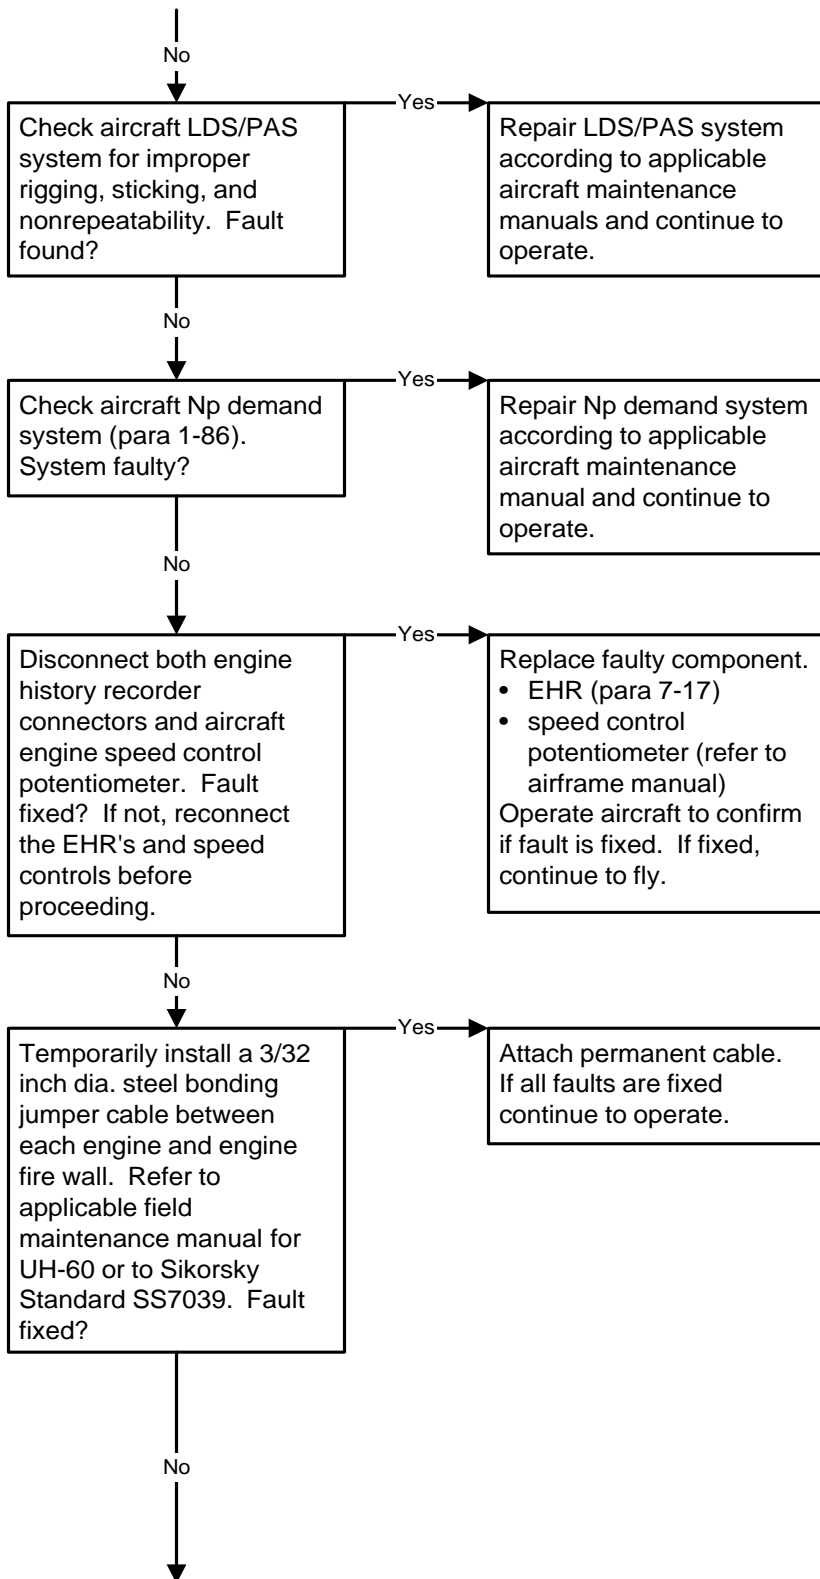 No
Check aircraft LDS/PAS
system for improper
rigging, sticking, and
nonrepeatability.  Fault
found?
Yes
Repair LDS/PAS system
according to applicable
aircraft maintenance
manuals and continue to
operate.
No
Check aircraft Np demand
system (para 1-86).
System faulty?
Yes
Repair Np demand system
according to applicable
aircraft maintenance
manual and continue to
operate.
No
Disconnect both engine
history recorder
connectors and aircraft
engine speed control
potentiometer.  Fault
fixed?  If not, reconnect
the EHR's and speed
controls before
proceeding.
Yes
Replace faulty component.
• EHR (para 7-17)
• speed control
potentiometer (refer to
airframe manual)
Operate aircraft to confirm
if fault is fixed.  If fixed,
continue to fly.
No
Temporarily install a 3/32
inch dia. steel bonding
jumper cable between
each engine and engine
fire wall.  Refer to
applicable field
maintenance manual for
UH-60 or to Sikorsky
Standard SS7039.  Fault
fixed?
Yes
Attach permanent cable.
If all faults are fixed
continue to operate.
No